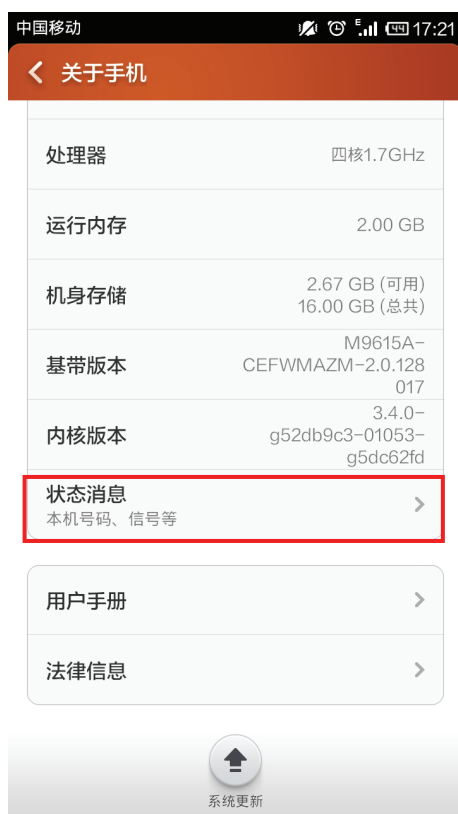 中国移动 E 44 17:21
关于手机
处理器 四核1.7GHz
运行内存 2.00 GB
机身存储 2.67 GB (可用)
16.00 GB (总共)
基带版本 M9615A-
CEFWMAZM-2.0.128
017
内核版本 3.4.0-
g52db9c3-01053-
g5dc62fd
状态消息
本机号码、信号等
用户手册
法律信息
系统更新